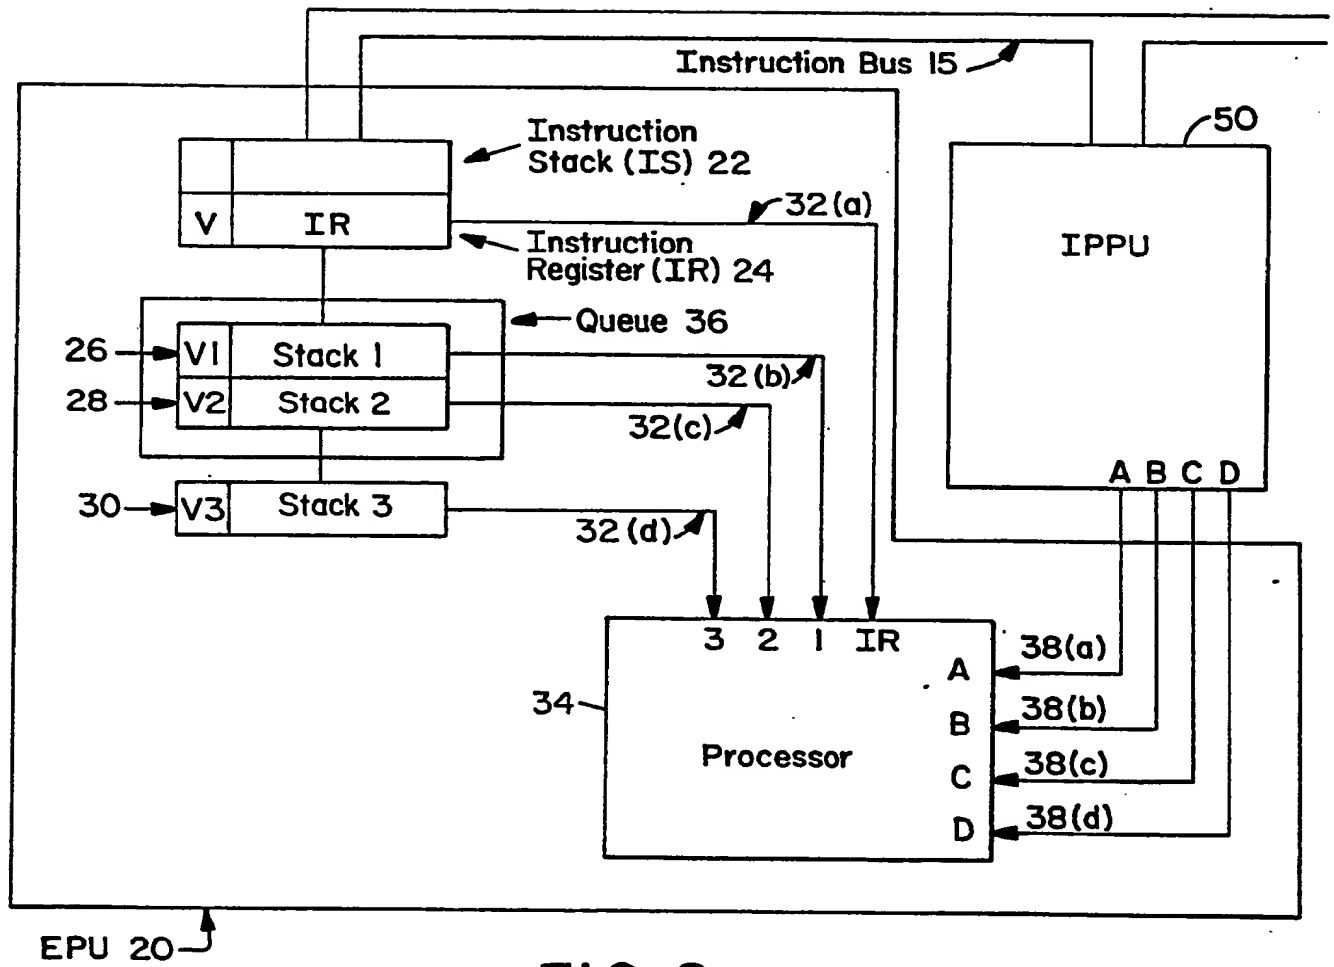 Instruction Bus 15
50
Instruction
Stack (IS) 22
32(a)
V IR
IPPU
Instruction
Register (IR) 24
Queue 36
26 V1 Stack 1
32(b)
28 V2 Stack 2
32(c)
A B C D
30 V3 Stack 3
32(d)
3 2 1 IR
A 38(a)
34
B 38(b)
Processor
C 38(c)
D 38(d)
EPU 20